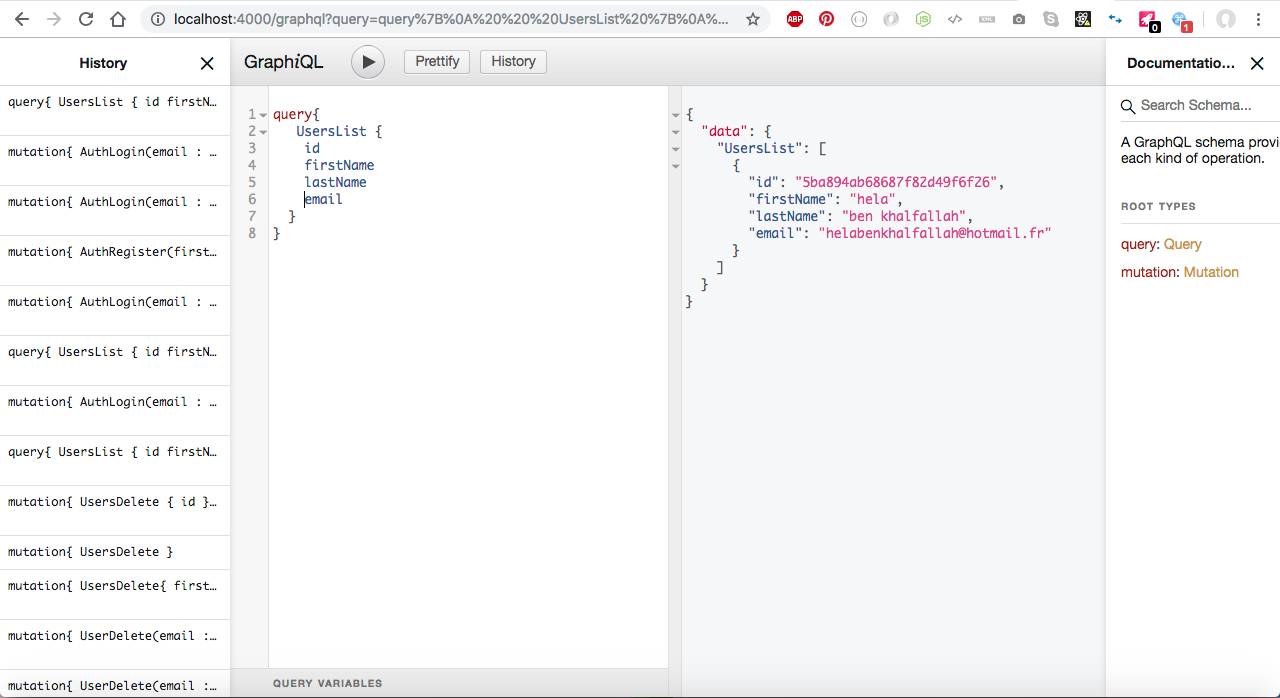 localhost:4000/graphql?query=query%7B%0A%20%20%20UsersList%20%7B%0A%...
ABP
0
1
History
GraphiQL
Prettify
History
Documentatio...
query{ UsersList { id firstN…
mutation{ AuthLogin(email : …
mutation{ AuthLogin(email : …
mutation{ AuthRegister(first…
mutation{ AuthLogin(email : …
query{ UsersList { id firstN…
mutation{ AuthLogin(email : …
query{ UsersList { id firstN…
mutation{ UsersDelete { id }…
mutation{ UsersDelete }
mutation{ UsersDelete{ first…
mutation{ UserDelete(email :…
mutation{ UserDelete(email :…
1 query{
2 UsersList {
3 id
4 firstName
5 lastName
6 email
7 }
8 }
QUERY VARIABLES
{
"data": {
"UsersList": [
{
"id": "5ba894ab68687f82d49f6f26",
"firstName": "hela",
"lastName": "ben khalfallah",
"email": "helabenkhalfallah@hotmail.fr"
}
]
}
}
Search Schema...
A GraphQL schema provi
each kind of operation.
ROOT TYPES
query: Query
mutation: Mutation